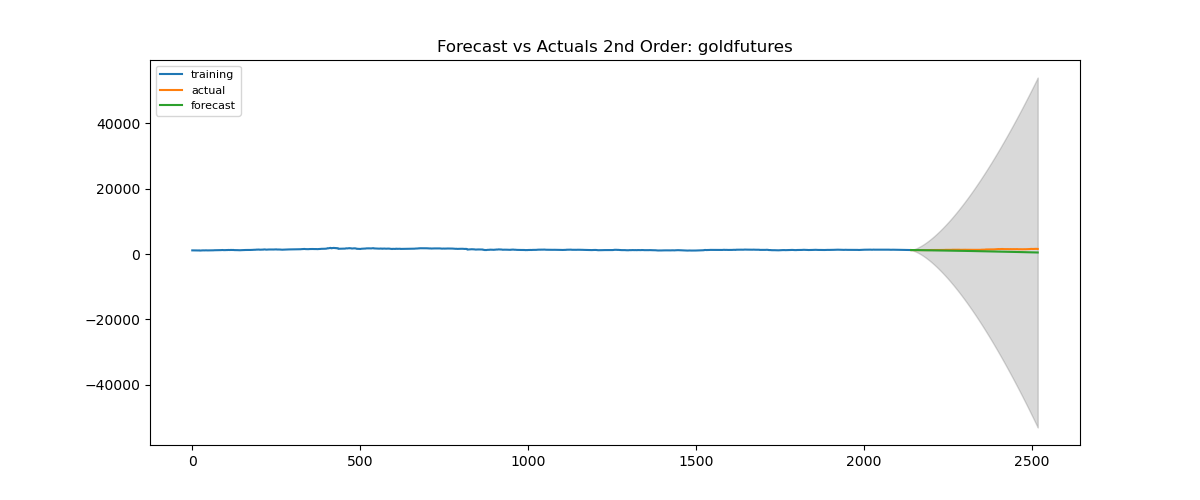 Forecast vs Actuals 2nd Order: goldfutures
training
actual
forecast
40000
20000
0
−20000
−40000
0 500 1000 1500 2000 2500